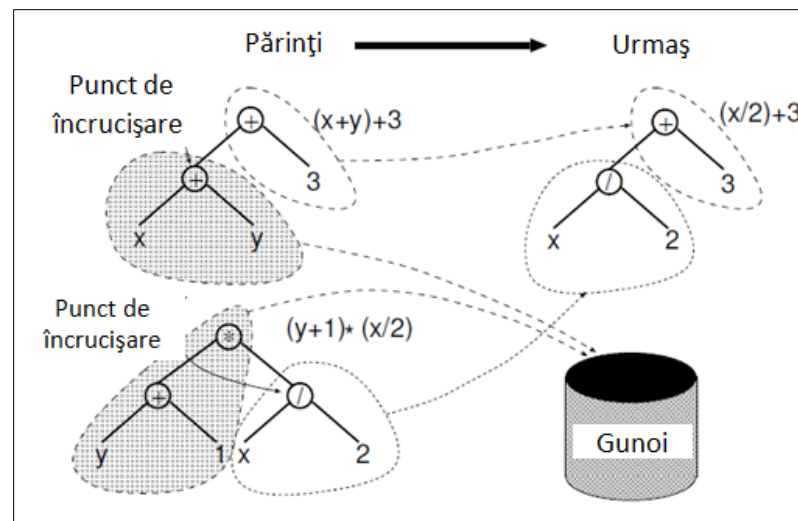 Părinţi
Urmaş
Punct de
încrucişare
(x+y)+3
+
+
3
x
y
(x/2)+3
+
/
3
x
2
Punct de
încrucişare
(y+1)* (x/2)
*
+
/
y
1
x
2
Gunoi